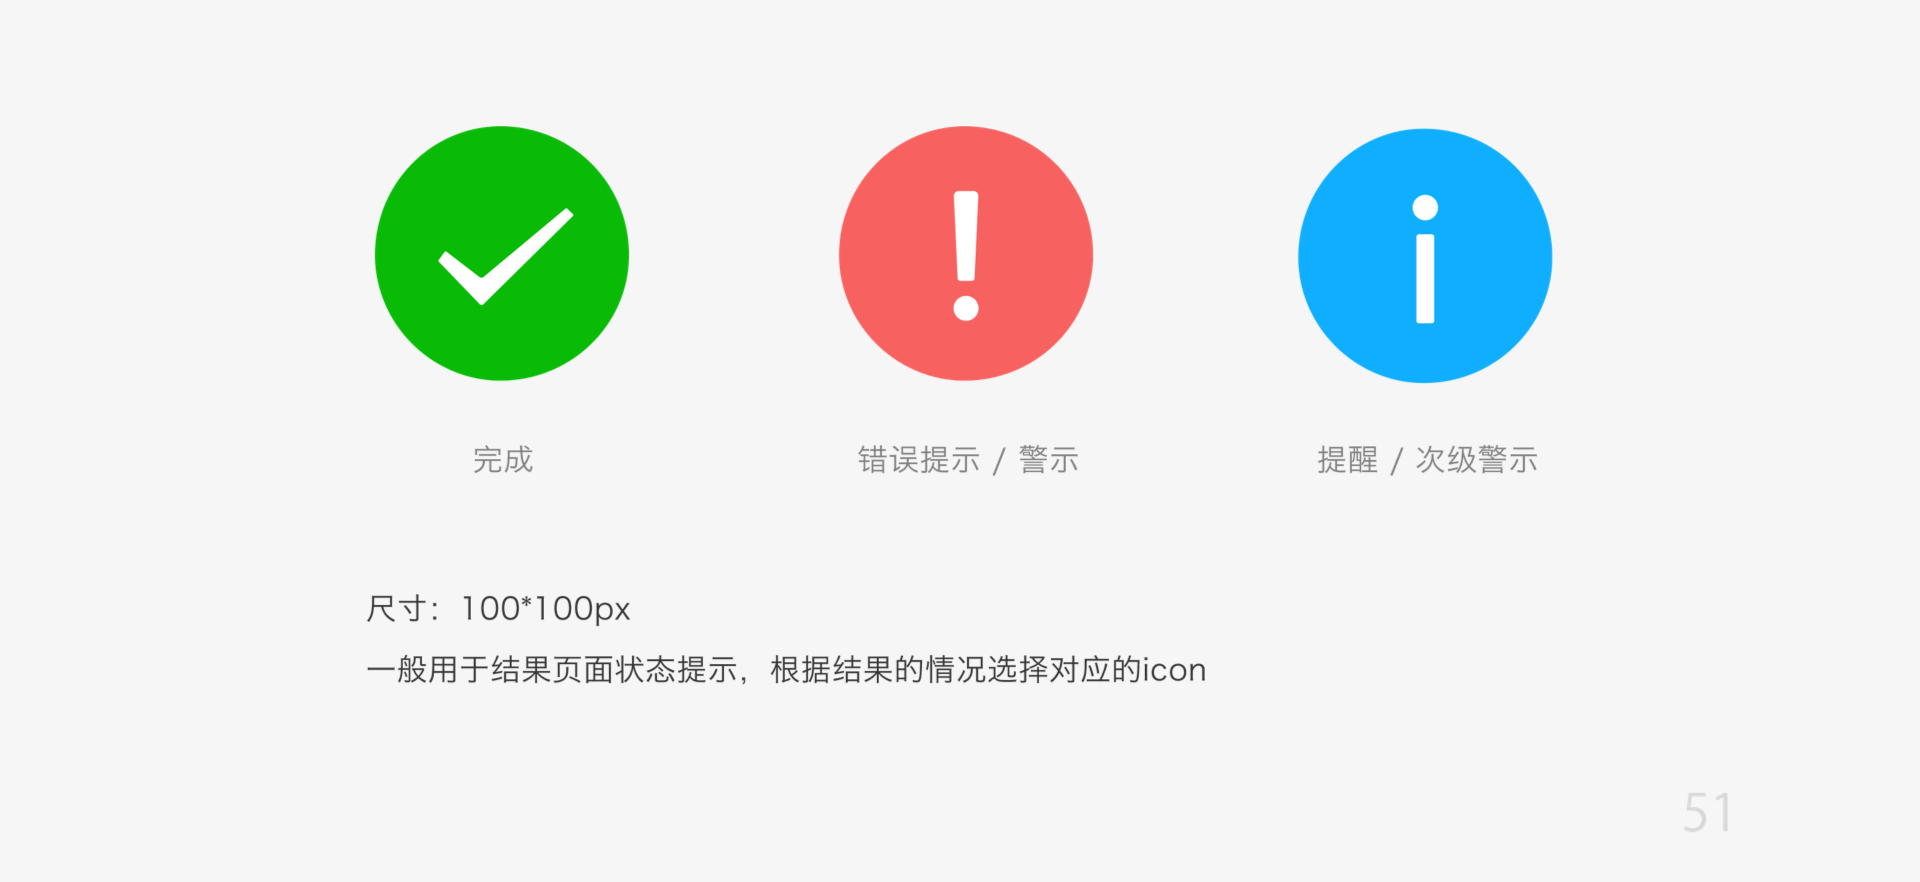 完成
错误提示 / 警示
提醒 / 次级警示
尺寸：100*100px
一般用于结果页面状态提示，根据结果的情况选择对应的icon
51